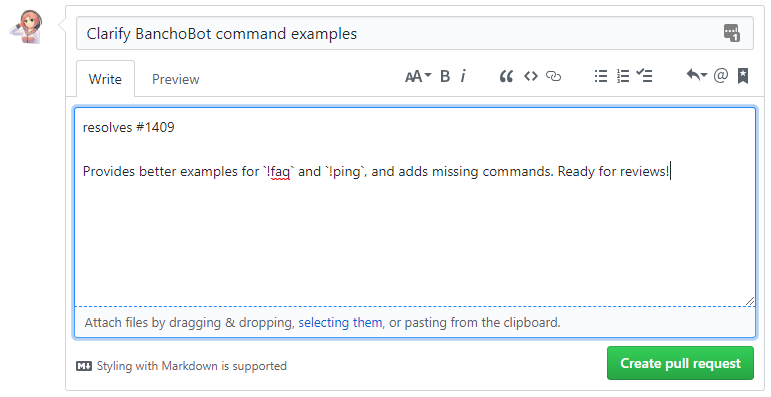 Clarify BanchoBot command examples
Write
Preview
resolves #1409
Provides better examples for `!faq` and `!ping`, and adds missing commands. Ready for reviews!
Attach files by dragging & dropping, selecting them, or pasting from the clipboard.
Styling with Markdown is supported
Create pull request